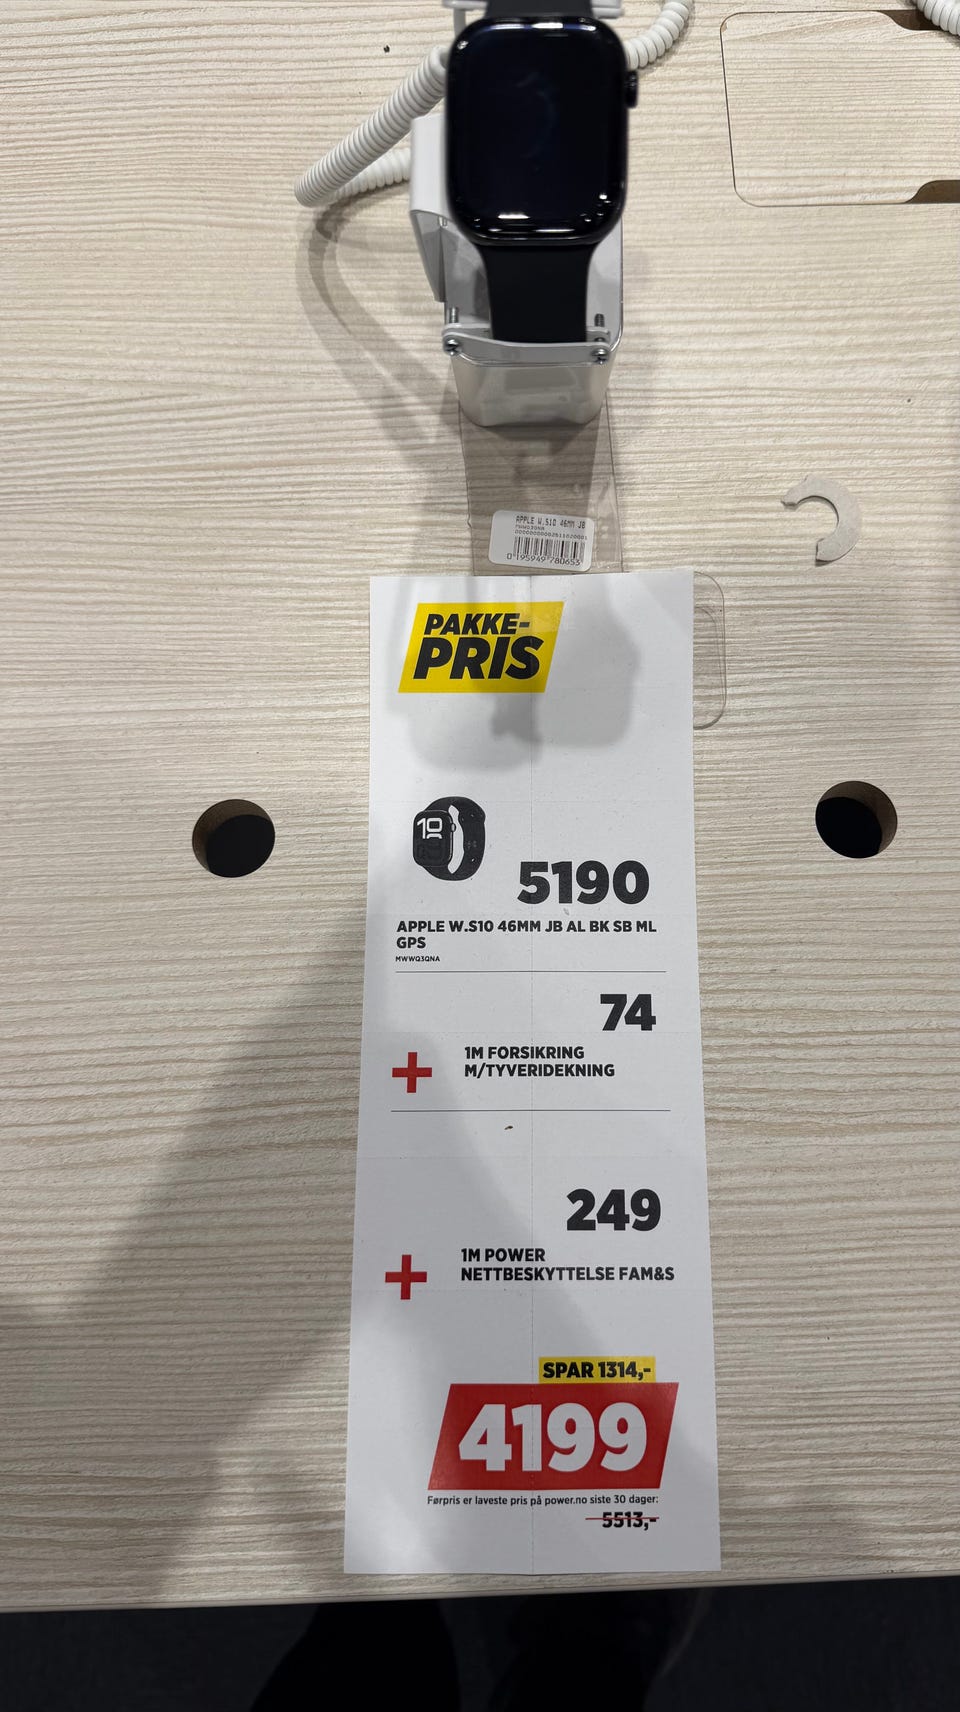 APPLE W.S10 46MM JB
MWWQ3QNA
0195949780653
PAKKE-
PRIS
10
5190
APPLE W.S10 46MM JB AL BK SB ML
GPS
MWWQ3QNA
74
+
1M FORSIKRING
M/TYVERIDEKNING
249
+
1M POWER
NETTBESKYTTELSE FAM&S
SPAR 1314,-
4199
Førpris er laveste pris på power.no siste 30 dager:
5513,-